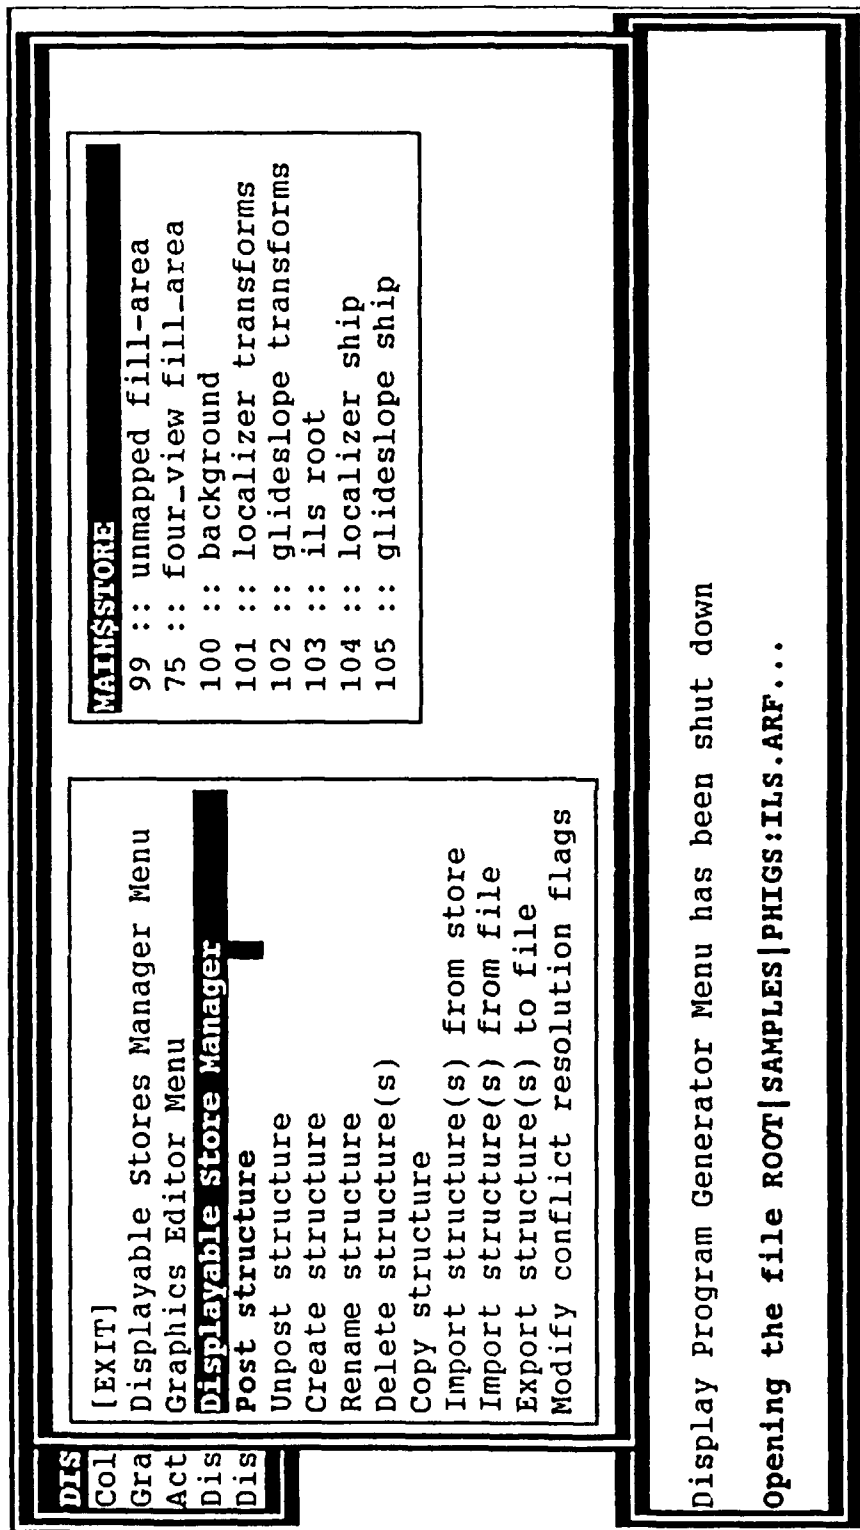 DIS
Col
Gra
Act
Dis
Dis
[EXIT]
Displayable Stores Manager Menu
Graphics Editor Menu
Displayable Store Manager
Post structure
Unpost structure
Create structure
Rename structure
Delete structure(s)
Copy structure
Import structure(s) from store
Import structure(s) from file
Export structure(s) to file
Modify conflict resolution flags
MAIN$STORE
99 :: unmapped fill-area
75 :: four_view fill_area
100 :: background
101 :: localizer transforms
102 :: glideslope transforms
103 :: ils root
104 :: localizer ship
105 :: glideslope ship
Display Program Generator Menu has been shut down
Opening the file ROOT|SAMPLES|PHIGS:ILS.ARF...